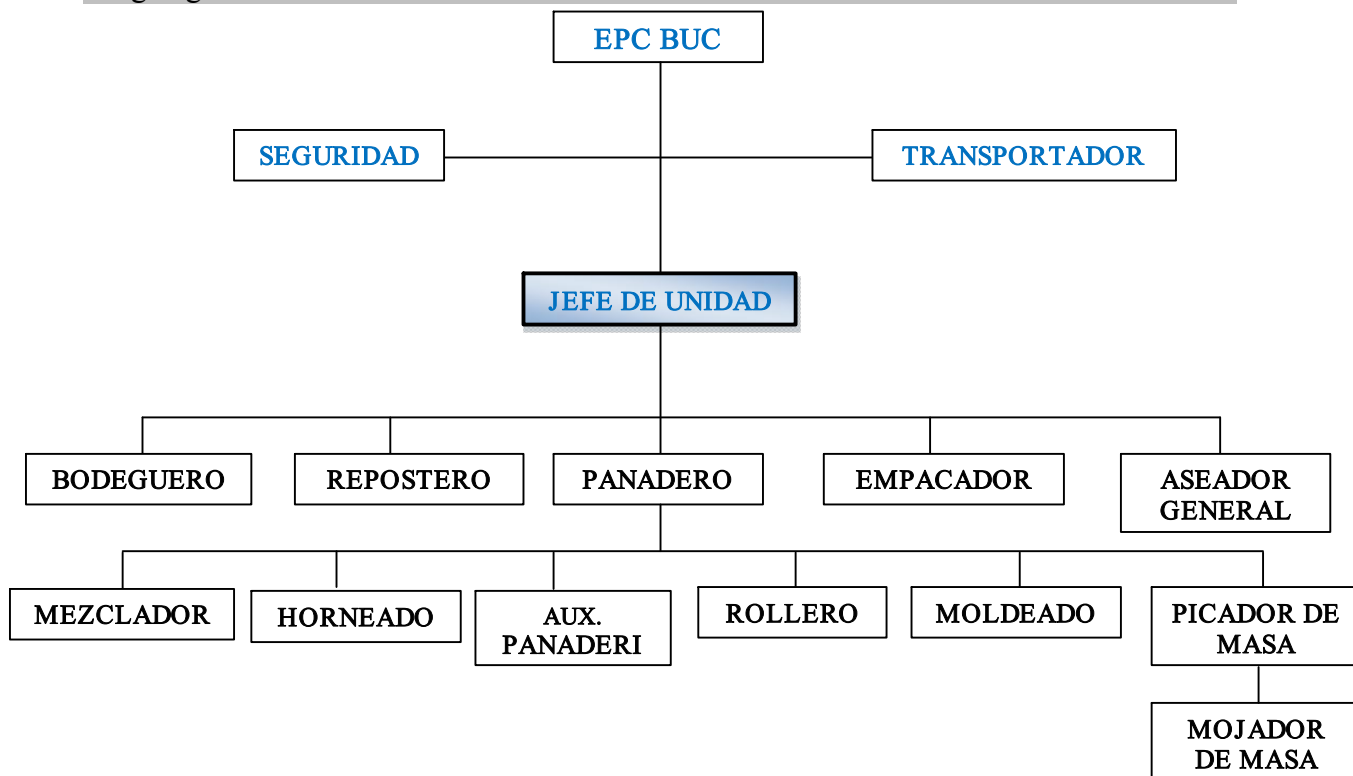 EPC BUC
SEGURIDAD
TRANSPORTADOR
JEFE DE UNIDAD
BODEGUERO
REPOSTERO
PANADERO
EMPACADOR
ASEADOR
GENERAL
MEZCLADOR
HORNEADO
AUX.
PANADERI
ROLLERO
MOLDEADO
PICADOR DE
MASA
MOJADOR
DE MASA